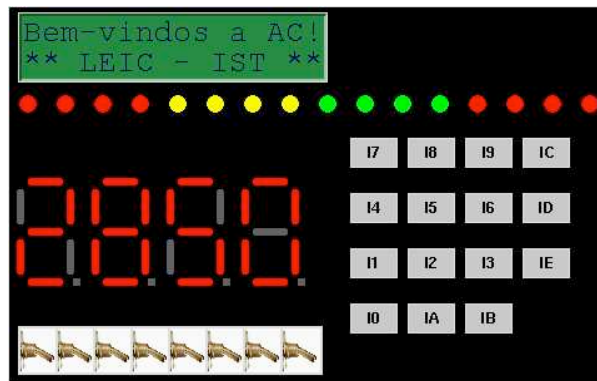 Bem-vindos a AC!
** LEIC - IST **
2850
I7 I8 I9 IC
I4 I5 I6 ID
I1 I2 I3 IE
I0 IA IB